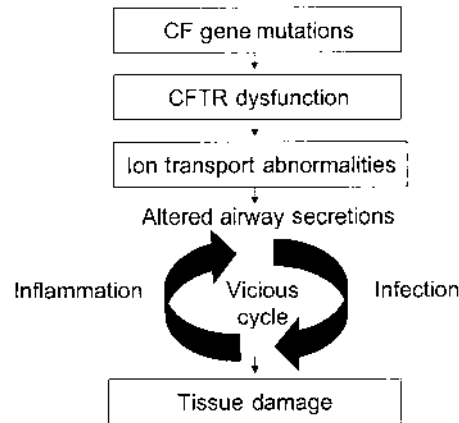 CF gene mutations
CFTR dysfunction
Ion transport abnormalities
Altered airway secretions
Inflammation
Vicious
cycle
Infection
Tissue damage